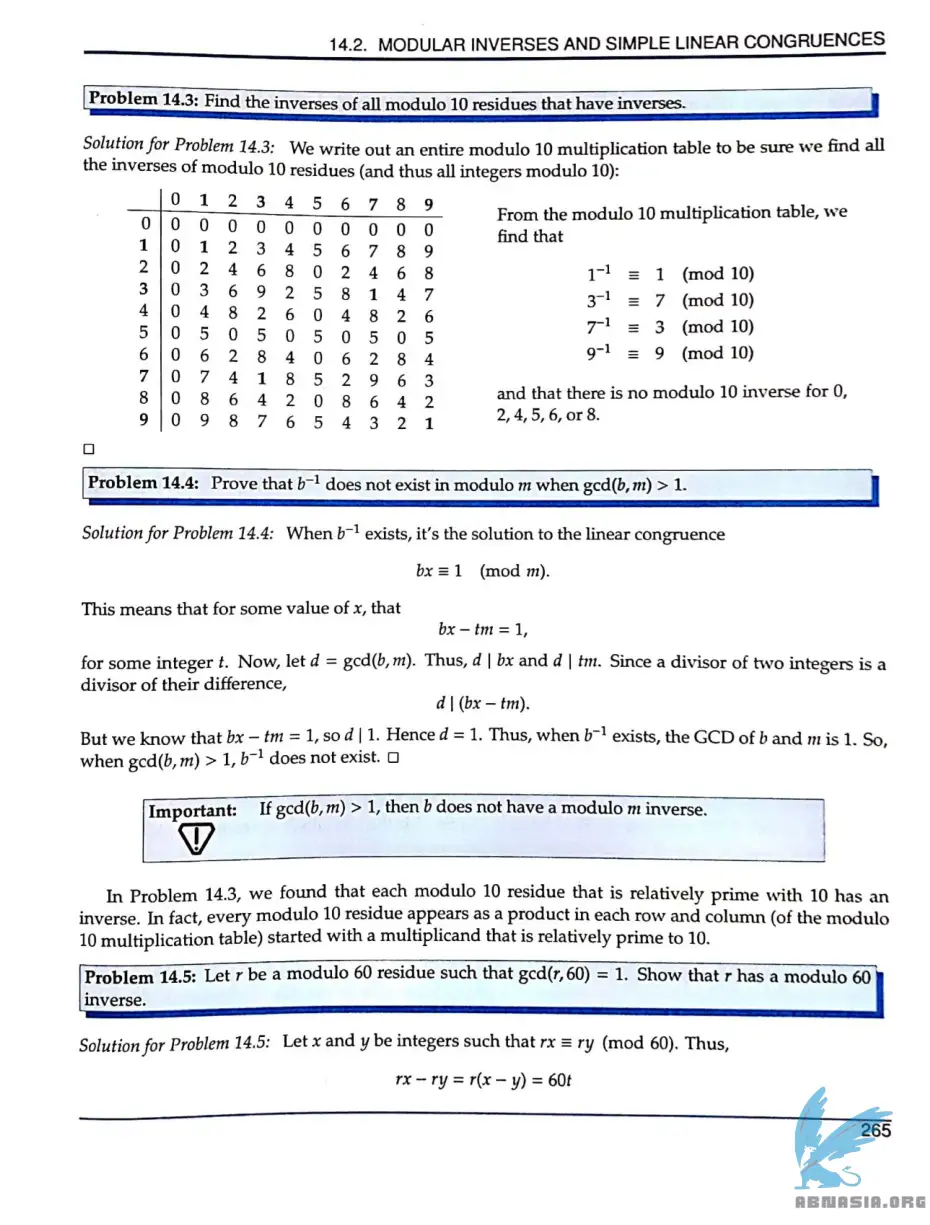 14.2. MODULAR INVERSES AND SIMPLE LINEAR CONGRUENCES
Problem 14.3: Find the inverses of all modulo 10 residues that have inverses.
Solution for Problem 14.3: We write out an entire modulo 10 multiplication table to be sure we find all
the inverses of modulo 10 residues (and thus all integers modulo 10):
0 1 2 3 4 5 6 7 8 9
0 0 0 0 0 0 0 0 0 0 0
1 0 1 2 3 4 5 6 7 8 9
2 0 2 4 6 8 0 2 4 6 8
3 0 3 6 9 2 5 8 1 4 7
4 0 4 8 2 6 0 4 8 2 6
5 0 5 0 5 0 5 0 5 0 5
6 0 6 2 8 4 0 6 2 8 4
7 0 7 4 1 8 5 2 9 6 3
8 0 8 6 4 2 0 8 6 4 2
9 0 9 8 7 6 5 4 3 2 1
From the modulo 10 multiplication table, we
find that
1⁻¹ ≡ 1 (mod 10)
3⁻¹ ≡ 7 (mod 10)
7⁻¹ ≡ 3 (mod 10)
9⁻¹ ≡ 9 (mod 10)
and that there is no modulo 10 inverse for 0,
2, 4, 5, 6, or 8.
□
Problem 14.4: Prove that b⁻¹ does not exist in modulo m when gcd(b, m) > 1.
Solution for Problem 14.4: When b⁻¹ exists, it's the solution to the linear congruence
bx ≡ 1 (mod m).
This means that for some value of x, that
bx − tm = 1,
for some integer t. Now, let d = gcd(b, m). Thus, d | bx and d | tm. Since a divisor of two integers is a
divisor of their difference,
d | (bx − tm).
But we know that bx − tm = 1, so d | 1. Hence d = 1. Thus, when b⁻¹ exists, the GCD of b and m is 1. So,
when gcd(b, m) > 1, b⁻¹ does not exist. □
Important: If gcd(b, m) > 1, then b does not have a modulo m inverse.
In Problem 14.3, we found that each modulo 10 residue that is relatively prime with 10 has an
inverse. In fact, every modulo 10 residue appears as a product in each row and column (of the modulo
10 multiplication table) started with a multiplicand that is relatively prime to 10.
Problem 14.5: Let r be a modulo 60 residue such that gcd(r, 60) = 1. Show that r has a modulo 60
inverse.
Solution for Problem 14.5: Let x and y be integers such that rx ≡ ry (mod 60). Thus,
rx − ry = r(x − y) = 60t
265
ABNASIA.ORG